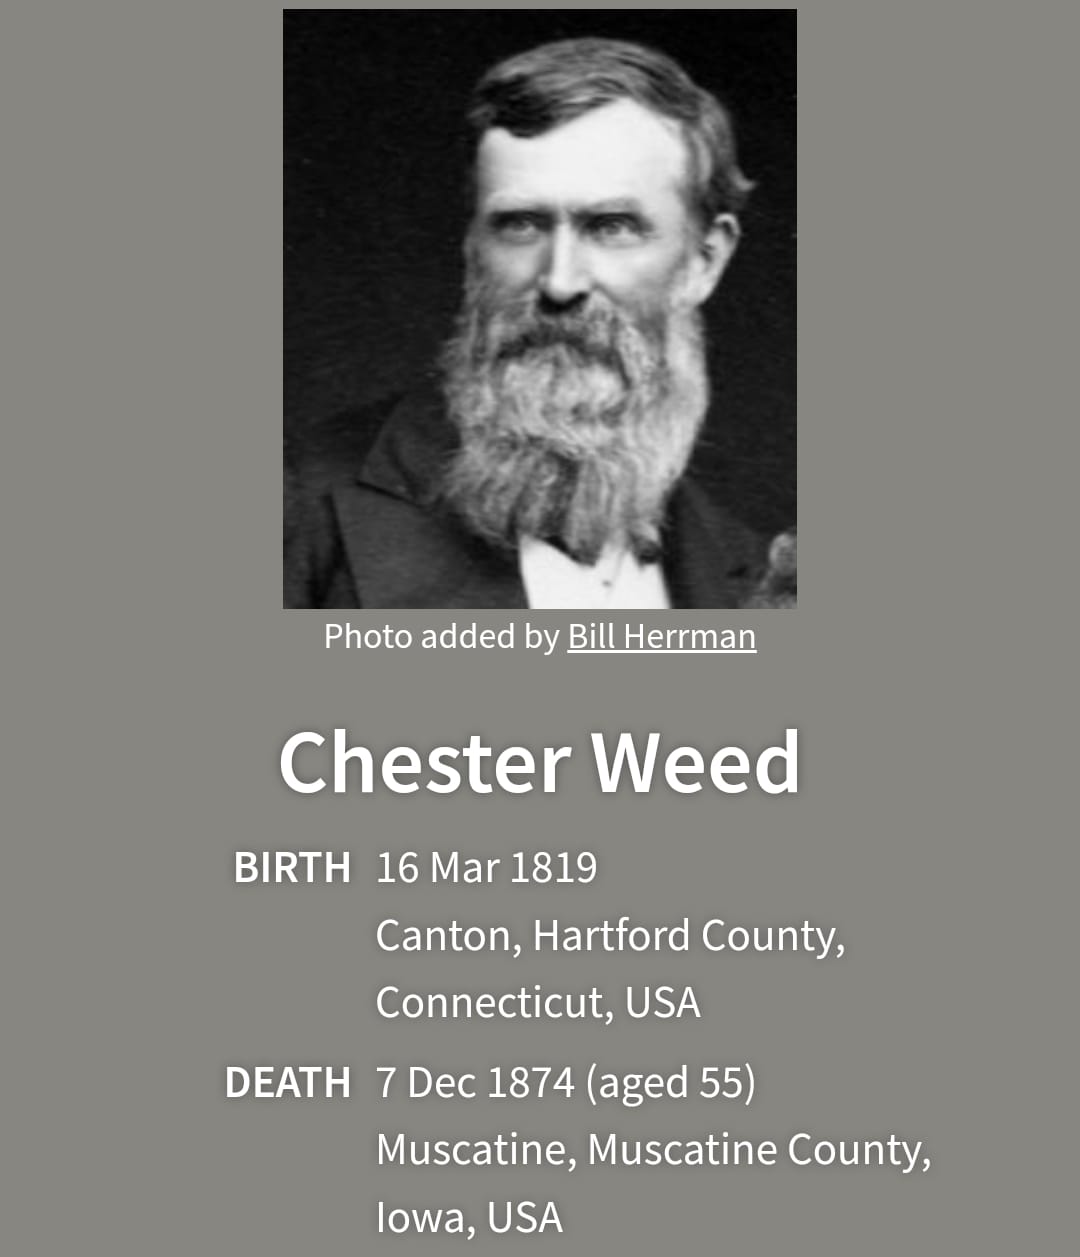 Photo added by Bill Herrman
Chester Weed
BIRTH 16 Mar 1819
Canton, Hartford County,
Connecticut, USA
DEATH 7 Dec 1874 (aged 55)
Muscatine, Muscatine County,
Iowa, USA